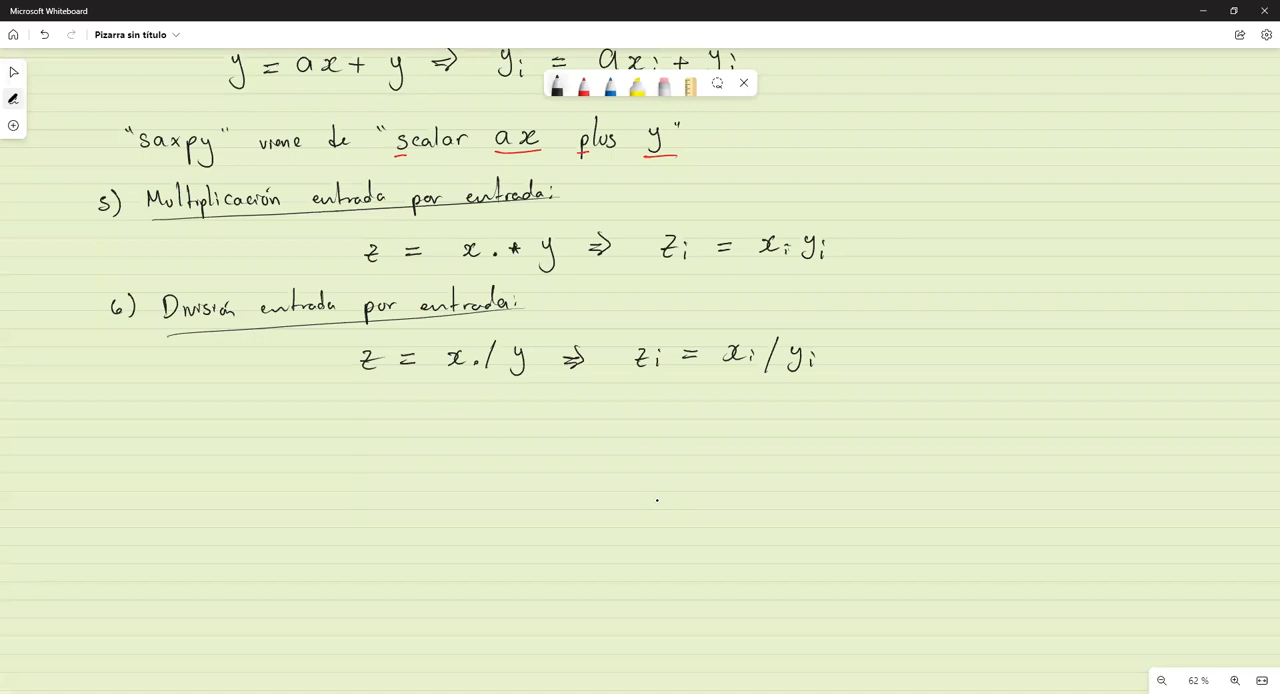 Microsoft Whiteboard
Pizarra sin título
y = ax + y ⇒ yᵢ = axᵢ + yᵢ
"saxpy" viene de "scalar ax plus y"
5) Multiplicación entrada por entrada:
z = x .* y ⇒ zᵢ = xᵢ yᵢ
6) División entrada por entrada:
z = x ./ y ⇒ zᵢ = xᵢ / yᵢ
62 %